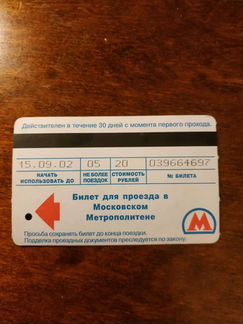 Действителен в течение 30 дней с момента первого прохода.
15.09.02 05 20 039664697
НАЧАТЬ ИСПОЛЬЗОВАТЬ ДО
НЕ БОЛЕЕ ПОЕЗДОК
СТОИМОСТЬ РУБЛЕЙ
№ БИЛЕТА
Билет для проезда в
Московском
Метрополитене
М
Просьба сохранять билет до конца поездки.
Подделка проездных документов преследуется по закону.